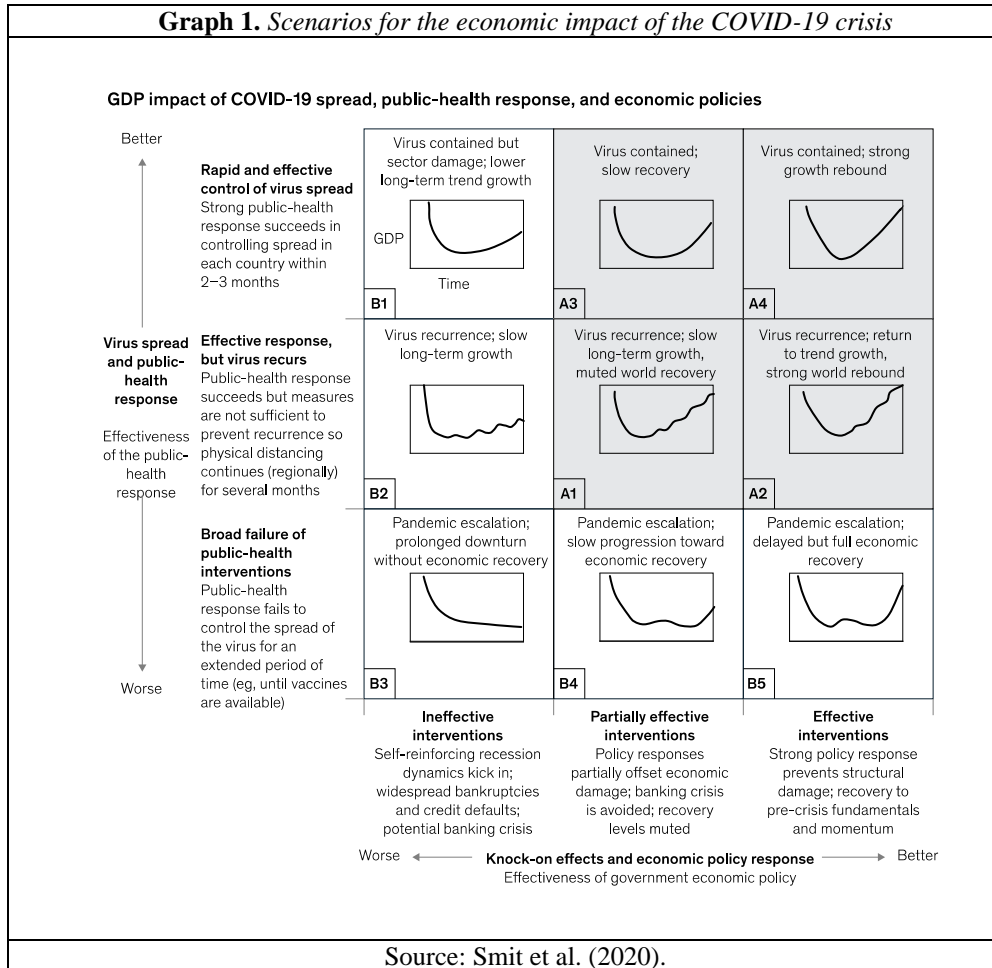 Graph 1. Scenarios for the economic impact of the COVID-19 crisis
GDP impact of COVID-19 spread, public-health response, and economic policies
Better
Virus spread
and public-
health
response
Effectiveness
of the public-
health
response
Worse
Rapid and effective
control of virus spread
Strong public-health
response succeeds in
controlling spread in
each country within
2–3 months
Virus contained but
sector damage; lower
long-term trend growth
GDP
Time
B1
Virus contained;
slow recovery
A3
Virus contained; strong
growth rebound
A4
Effective response,
but virus recurs
Public-health response
succeeds but measures
are not sufficient to
prevent recurrence so
physical distancing
continues (regionally)
for several months
Virus recurrence; slow
long-term growth
B2
Virus recurrence; slow
long-term growth,
muted world recovery
A1
Virus recurrence; return
to trend growth,
strong world rebound
A2
Broad failure of
public-health
interventions
Public-health
response fails to
control the spread of
the virus for an
extended period of
time (eg, until vaccines
are available)
Pandemic escalation;
prolonged downturn
without economic recovery
B3
Pandemic escalation;
slow progression toward
economic recovery
B4
Pandemic escalation;
delayed but full economic
recovery
B5
Ineffective
interventions
Self-reinforcing recession
dynamics kick in;
widespread bankruptcies
and credit defaults;
potential banking crisis
Partially effective
interventions
Policy responses
partially offset economic
damage; banking crisis
is avoided; recovery
levels muted
Effective
interventions
Strong policy response
prevents structural
damage; recovery to
pre-crisis fundamentals
and momentum
Worse
Knock-on effects and economic policy response
Better
Effectiveness of government economic policy
Source: Smit et al. (2020).